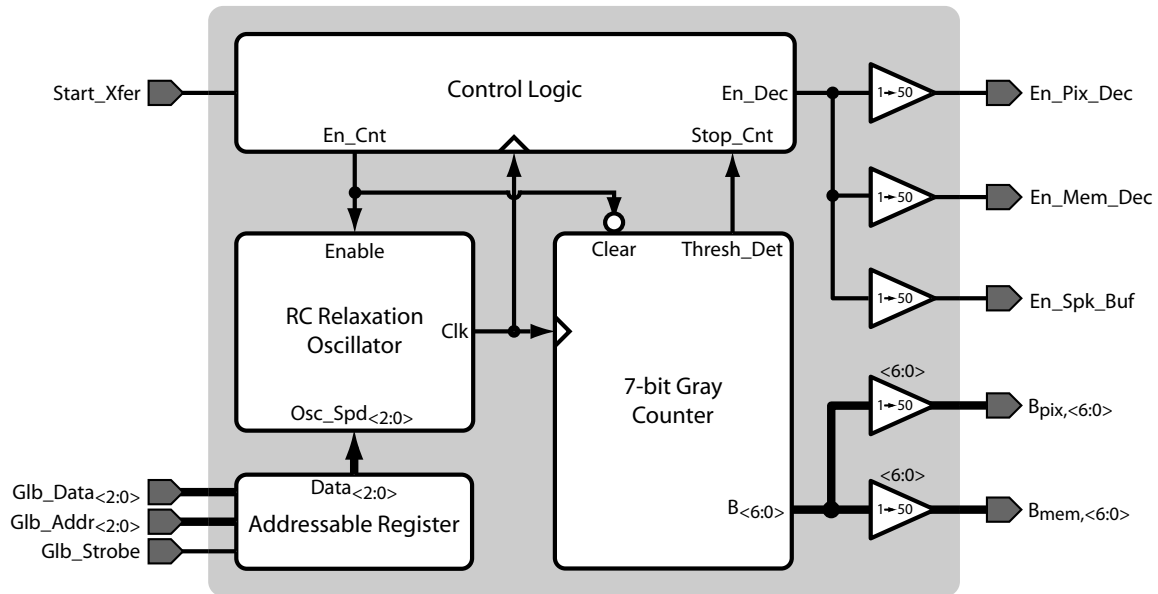 Start_Xfer
Control Logic
En_Dec
En_Cnt
Stop_Cnt
1→50
En_Pix_Dec
1→50
En_Mem_Dec
1→50
En_Spk_Buf
Enable
RC Relaxation
Oscillator
Clk
Osc_Spd<2:0>
Clear
Thresh_Det
7-bit Gray
Counter
B<6:0>
<6:0>
1→50
Bpix,<6:0>
<6:0>
1→50
Bmem,<6:0>
Glb_Data<2:0>
Glb_Addr<2:0>
Glb_Strobe
Data<2:0>
Addressable Register